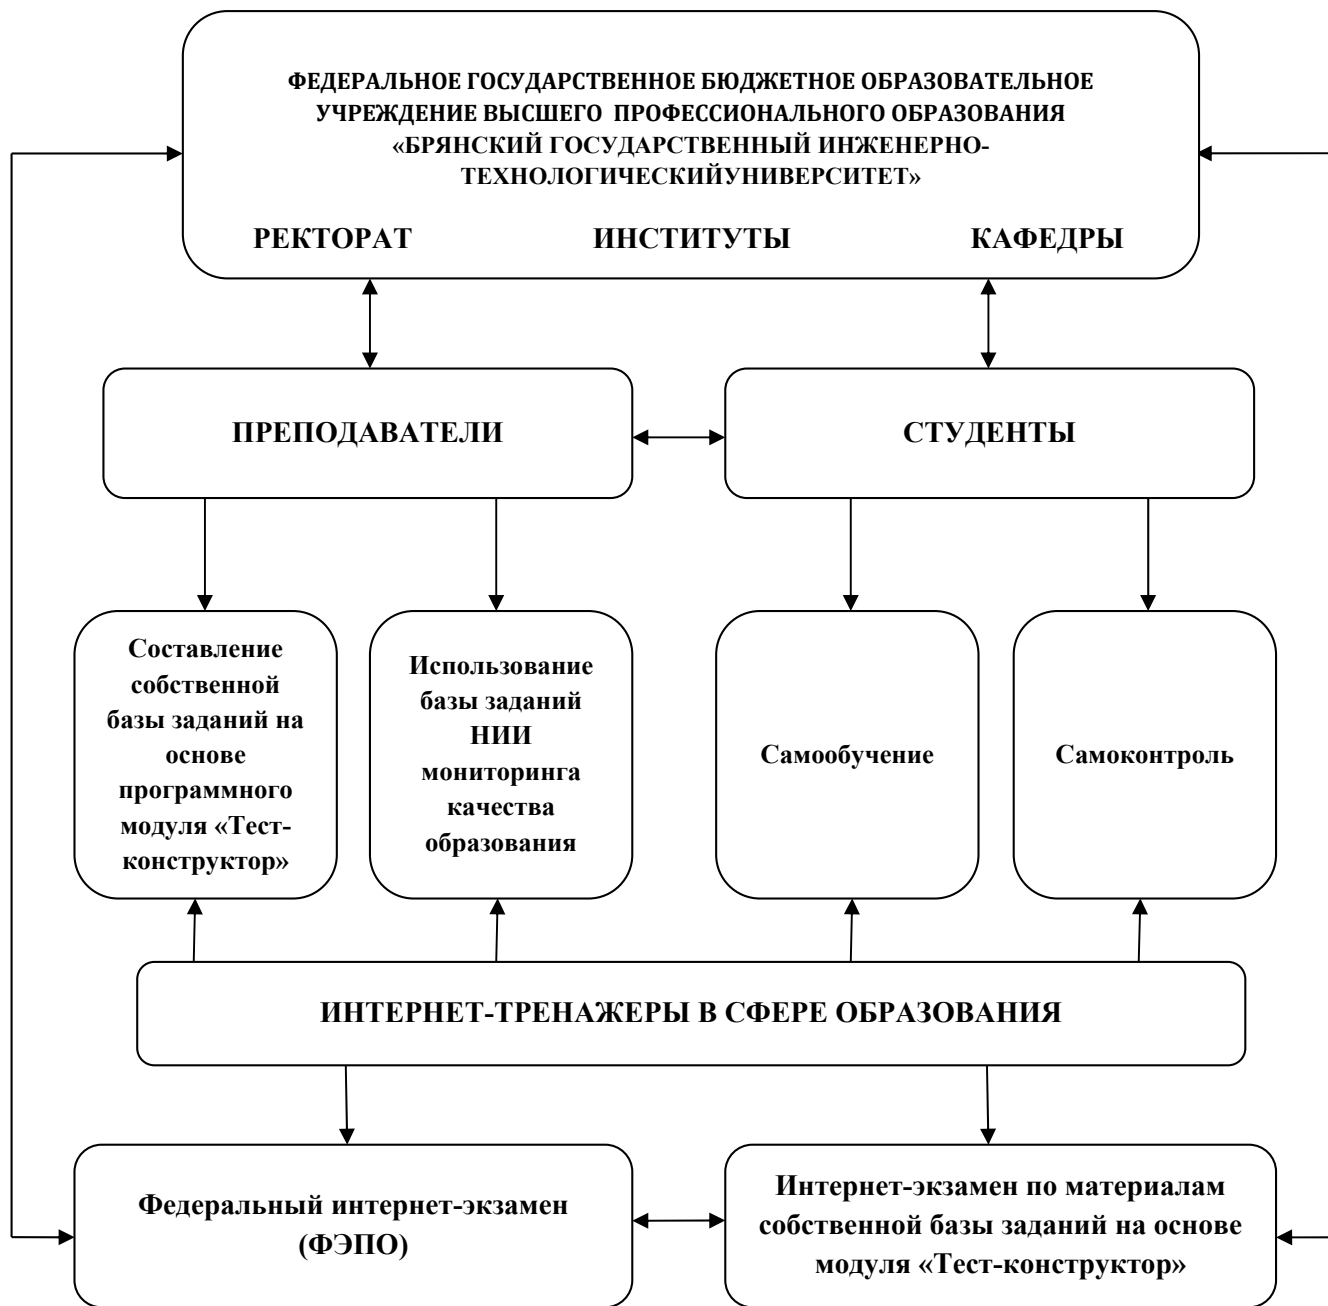 ФЕДЕРАЛЬНОЕ ГОСУДАРСТВЕННОЕ БЮДЖЕТНОЕ ОБРАЗОВАТЕЛЬНОЕ
УЧРЕЖДЕНИЕ ВЫСШЕГО ПРОФЕССИОНАЛЬНОГО ОБРАЗОВАНИЯ
«БРЯНСКИЙ ГОСУДАРСТВЕННЫЙ ИНЖЕНЕРНО-
ТЕХНОЛОГИЧЕСКИЙУНИВЕРСИТЕТ»
РЕКТОРАТ ИНСТИТУТЫ КАФЕДРЫ
ПРЕПОДАВАТЕЛИ
СТУДЕНТЫ
Составление
собственной
базы заданий на
основе
программного
модуля «Тест-
конструктор»
Использование
базы заданий
НИИ
мониторинга
качества
образования
Самообучение
Самоконтроль
ИНТЕРНЕТ-ТРЕНАЖЕРЫ В СФЕРЕ ОБРАЗОВАНИЯ
Федеральный интернет-экзамен
(ФЭПО)
Интернет-экзамен по материалам
собственной базы заданий на основе
модуля «Тест-конструктор»